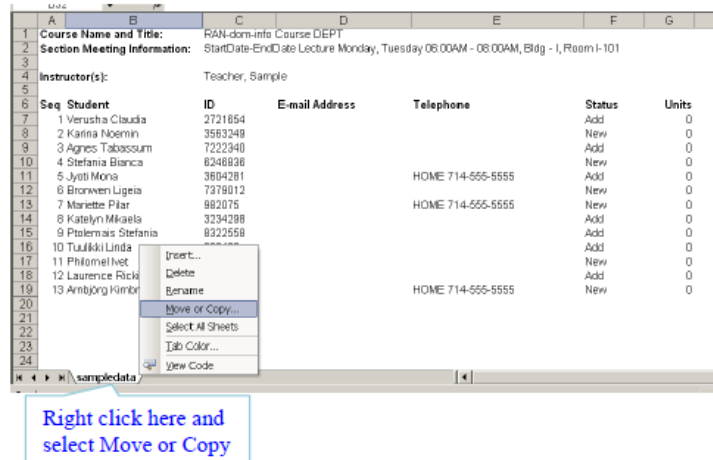 A B C D E F G
1 Course Name and Title: RAN-dom-info Course DEPT
2 Section Meeting Information: StartDate-EndDate Lecture Monday, Tuesday 06:00AM - 08:00AM, Bldg - I, Room I-101
3
4 Instructor(s): Teacher, Sample
5
6 Seq Student ID E-mail Address Telephone Status Units
7 1 Verusha Claudia 2721654 Add 0
8 2 Karina Noemin 3563249 New 0
9 3 Agnes Tabassum 7222340 Add 0
10 4 Stefania Bianca 6246936 New 0
11 5 Jyoti Mona 3604281 HOME 714-555-5555 Add 0
12 6 Bronwen Ligeia 7379012 New 0
13 7 Mariette Pilar 982075 HOME 714-555-5555 New 0
14 8 Katelyn Mikaela 3234298 Add 0
15 9 Ptolemais Stefania 8322558 Add 0
16 10 Tuulikki Linda Add 0
17 11 Philomel Ivet New 0
18 12 Laurence Ricki Add 0
19 13 Arnbjörg Kimbr HOME 714-555-5555 New 0
20
21
22
23
24
Insert...
Delete
Rename
Move or Copy...
Select All Sheets
Tab Color...
View Code
sampledata
Right click here and
select Move or Copy